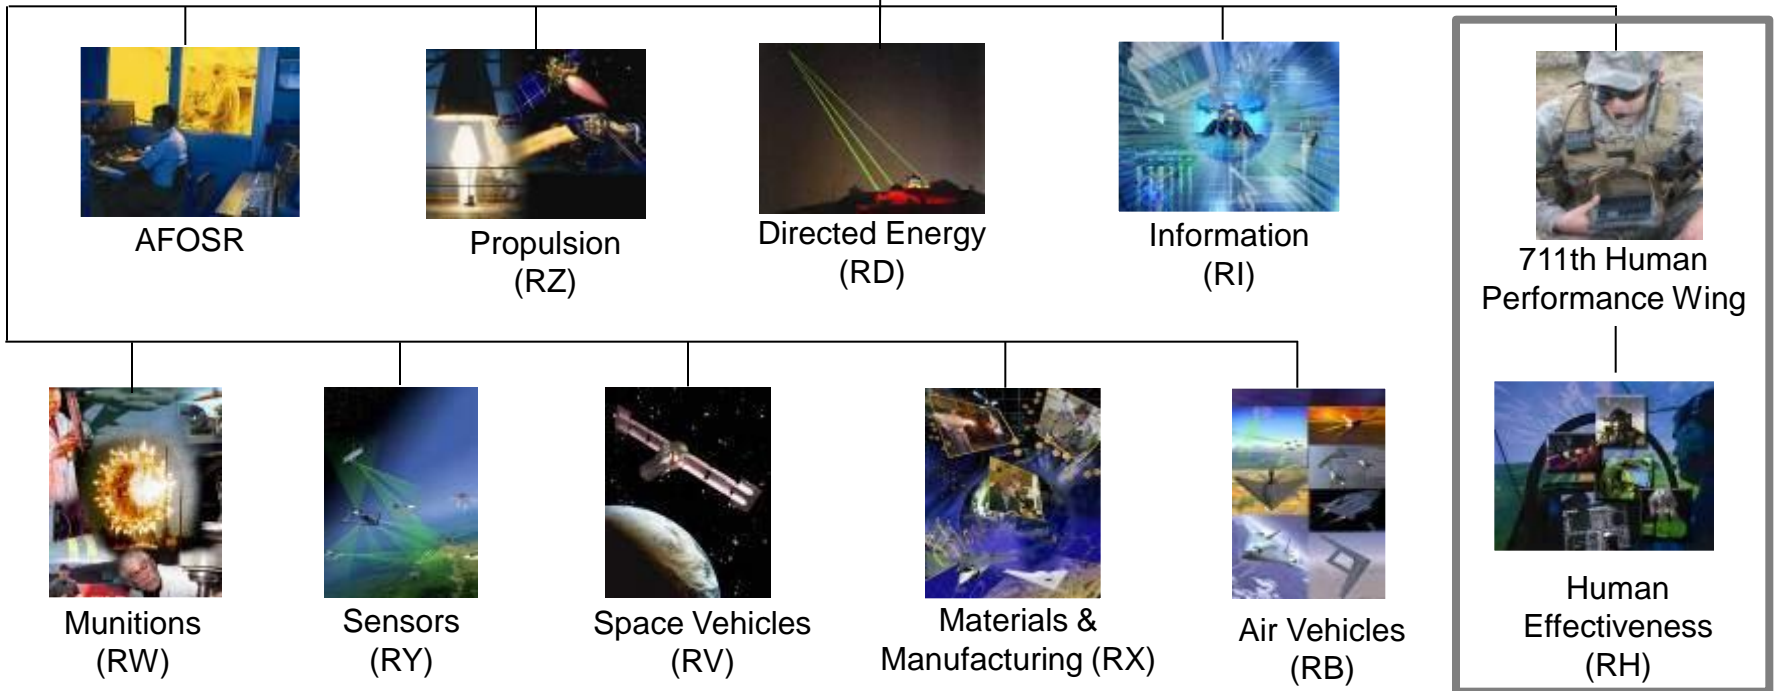 AFOSR
Propulsion
(RZ)
Directed Energy
(RD)
Information
(RI)
711th Human
Performance Wing
Munitions
(RW)
Sensors
(RY)
Space Vehicles
(RV)
Materials &
Manufacturing (RX)
Air Vehicles
(RB)
Human
Effectiveness
(RH)